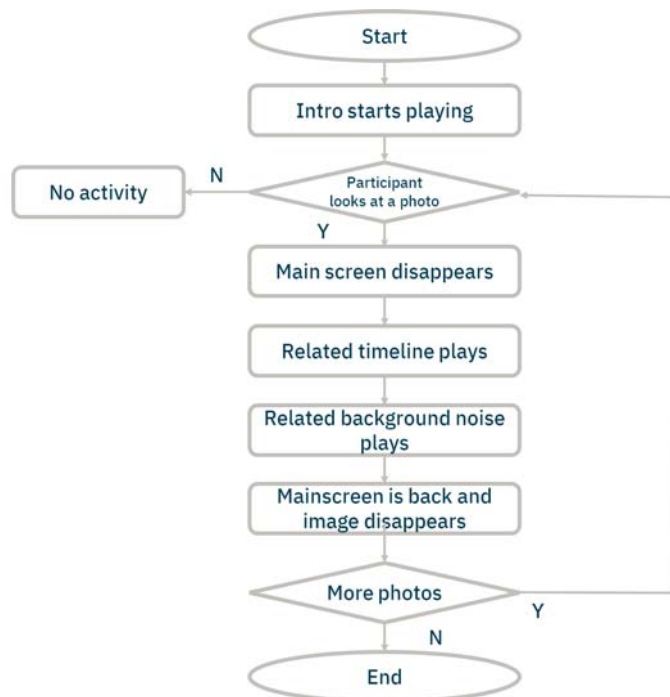 Start
Intro starts playing
Participant
looks at a photo
N
No activity
Y
Main screen disappears
Related timeline plays
Related background noise
plays
Mainscreen is back and
image disappears
More photos
Y
N
End